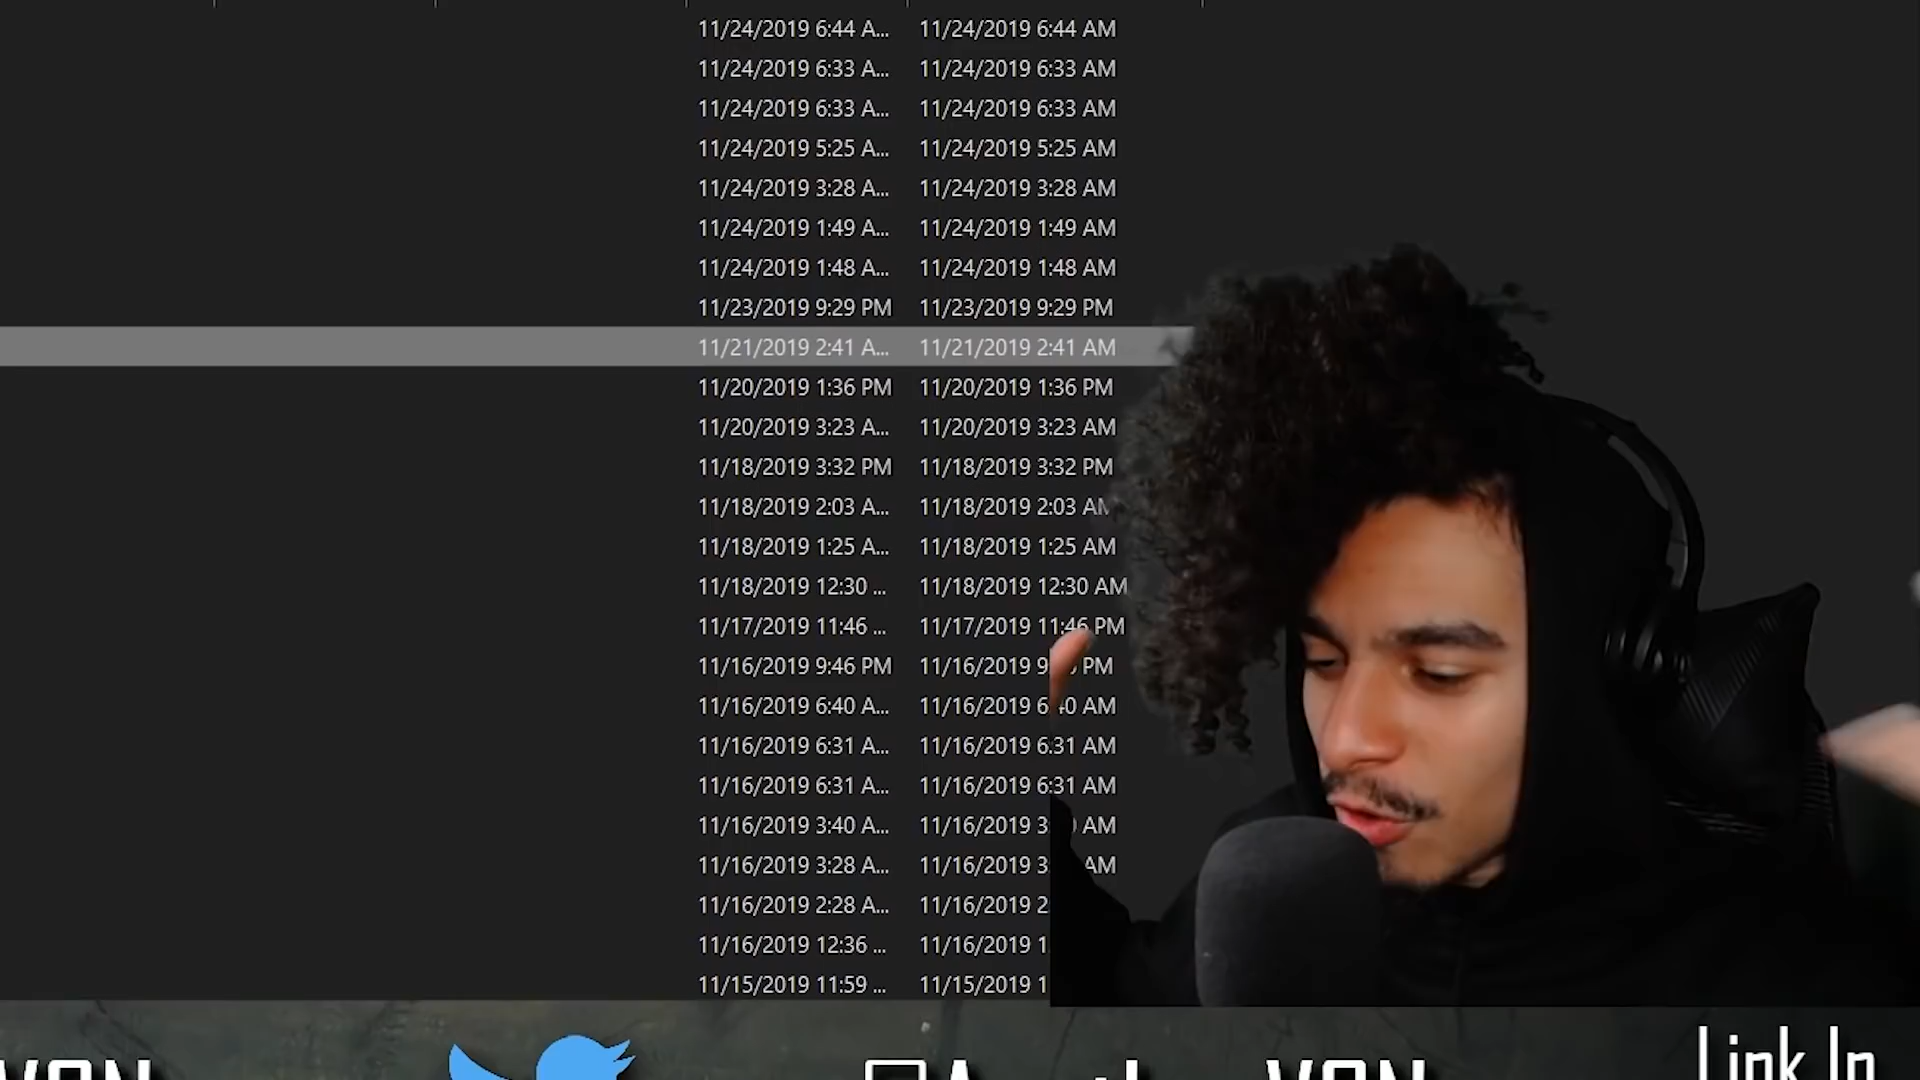 11/24/2019 6:44 A... 11/24/2019 6:44 AM
11/24/2019 6:33 A... 11/24/2019 6:33 AM
11/24/2019 6:33 A... 11/24/2019 6:33 AM
11/24/2019 5:25 A... 11/24/2019 5:25 AM
11/24/2019 3:28 A... 11/24/2019 3:28 AM
11/24/2019 1:49 A... 11/24/2019 1:49 AM
11/24/2019 1:48 A... 11/24/2019 1:48 AM
11/23/2019 9:29 PM 11/23/2019 9:29 PM
11/21/2019 2:41 A... 11/21/2019 2:41 AM
11/20/2019 1:36 PM 11/20/2019 1:36 PM
11/20/2019 3:23 A... 11/20/2019 3:23 AM
11/18/2019 3:32 PM 11/18/2019 3:32 PM
11/18/2019 2:03 A... 11/18/2019 2:03 AM
11/18/2019 1:25 A... 11/18/2019 1:25 AM
11/18/2019 12:30 ... 11/18/2019 12:30 AM
11/17/2019 11:46 ... 11/17/2019 11:46 PM
11/16/2019 9:46 PM 11/16/2019 PM
11/16/2019 6:40 A... 11/16/2019 6:40 AM
11/16/2019 6:31 A... 11/16/2019 6:31 AM
11/16/2019 6:31 A... 11/16/2019 6:31 AM
11/16/2019 3:40 A... 11/16/2019 AM
11/16/2019 3:28 A... 11/16/2019 AM
11/16/2019 2:28 A... 11/16/2019
11/16/2019 12:36 ... 11/16/2019
11/15/2019 11:59 ... 11/15/2019
Link In